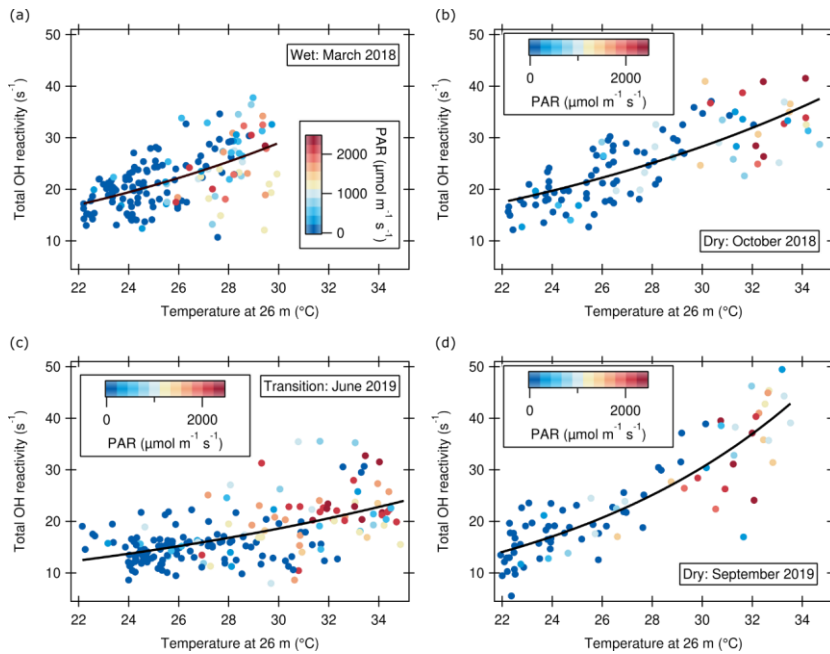 (a)
Wet: March 2018
Total OH reactivity (s⁻¹)
50
40
30
20
10
PAR (µmol m⁻¹ s⁻¹)
2000
1000
0
22 24 26 28 30 32 34
Temperature at 26 m (°C)
(b)
0 2000
PAR (µmol m⁻¹ s⁻¹)
Total OH reactivity (s⁻¹)
50
40
30
20
10
Dry: October 2018
22 24 26 28 30 32 34
Temperature at 26 m (°C)
(c)
0 2000
PAR (µmol m⁻¹ s⁻¹)
Transition: June 2019
Total OH reactivity (s⁻¹)
50
40
30
20
10
22 24 26 28 30 32 34
Temperature at 26 m (°C)
(d)
0 2000
PAR (µmol m⁻¹ s⁻¹)
Total OH reactivity (s⁻¹)
50
40
30
20
10
Dry: September 2019
22 24 26 28 30 32 34
Temperature at 26 m (°C)